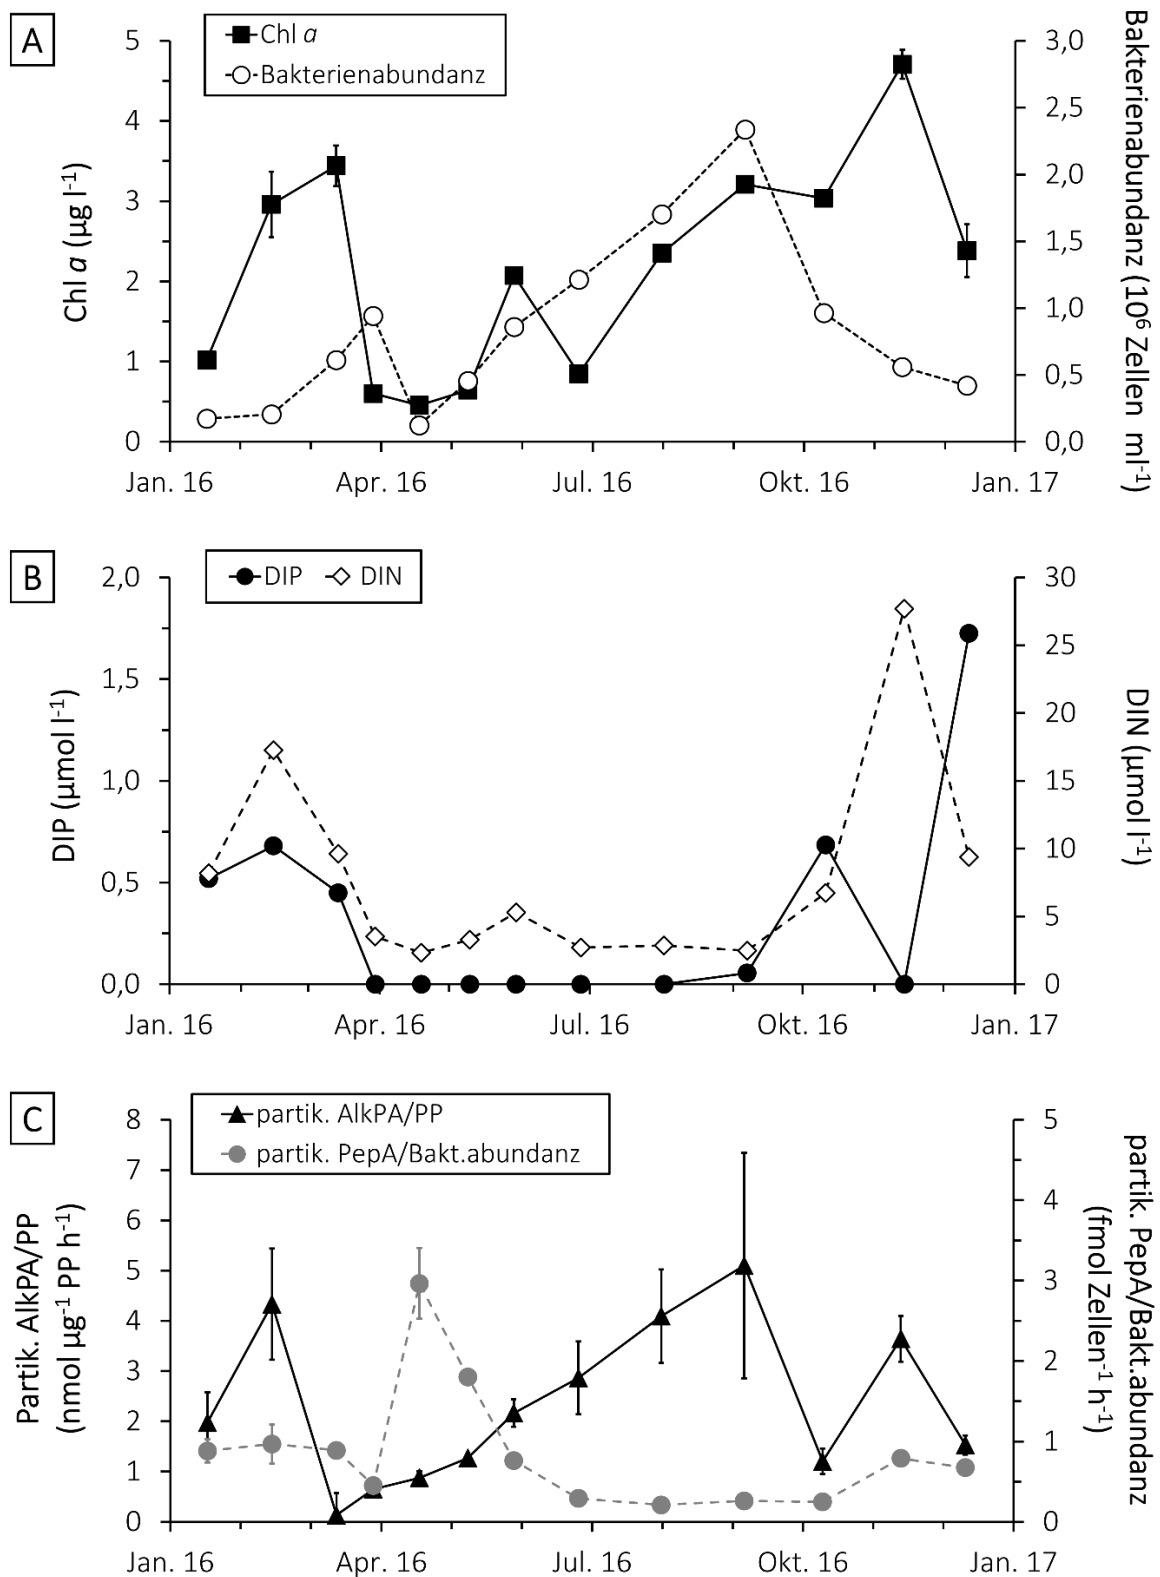 A
Chl a
Bakterienabundanz
5
4
3
2
1
0
Chl a (µg l⁻¹)
3,0
2,5
2,0
1,5
1,0
0,5
0,0
Bakterienabundanz (10⁶ Zellen ml⁻¹)
Jan. 16 Apr. 16 Jul. 16 Okt. 16 Jan. 17
B
DIP DIN
2,0
1,5
1,0
0,5
0,0
DIP (µmol l⁻¹)
30
25
20
15
10
5
0
DIN (µmol l⁻¹)
Jan. 16 Apr. 16 Jul. 16 Okt. 16 Jan. 17
C
partik. AlkPA/PP
partik. PepA/Bakt.abundanz
8
7
6
5
4
3
2
1
0
Partik. AlkPA/PP
(nmol µg⁻¹ PP h⁻¹)
5
4
3
2
1
0
partik. PepA/Bakt.abundanz
(fmol Zellen⁻¹ h⁻¹)
Jan. 16 Apr. 16 Jul. 16 Okt. 16 Jan. 17